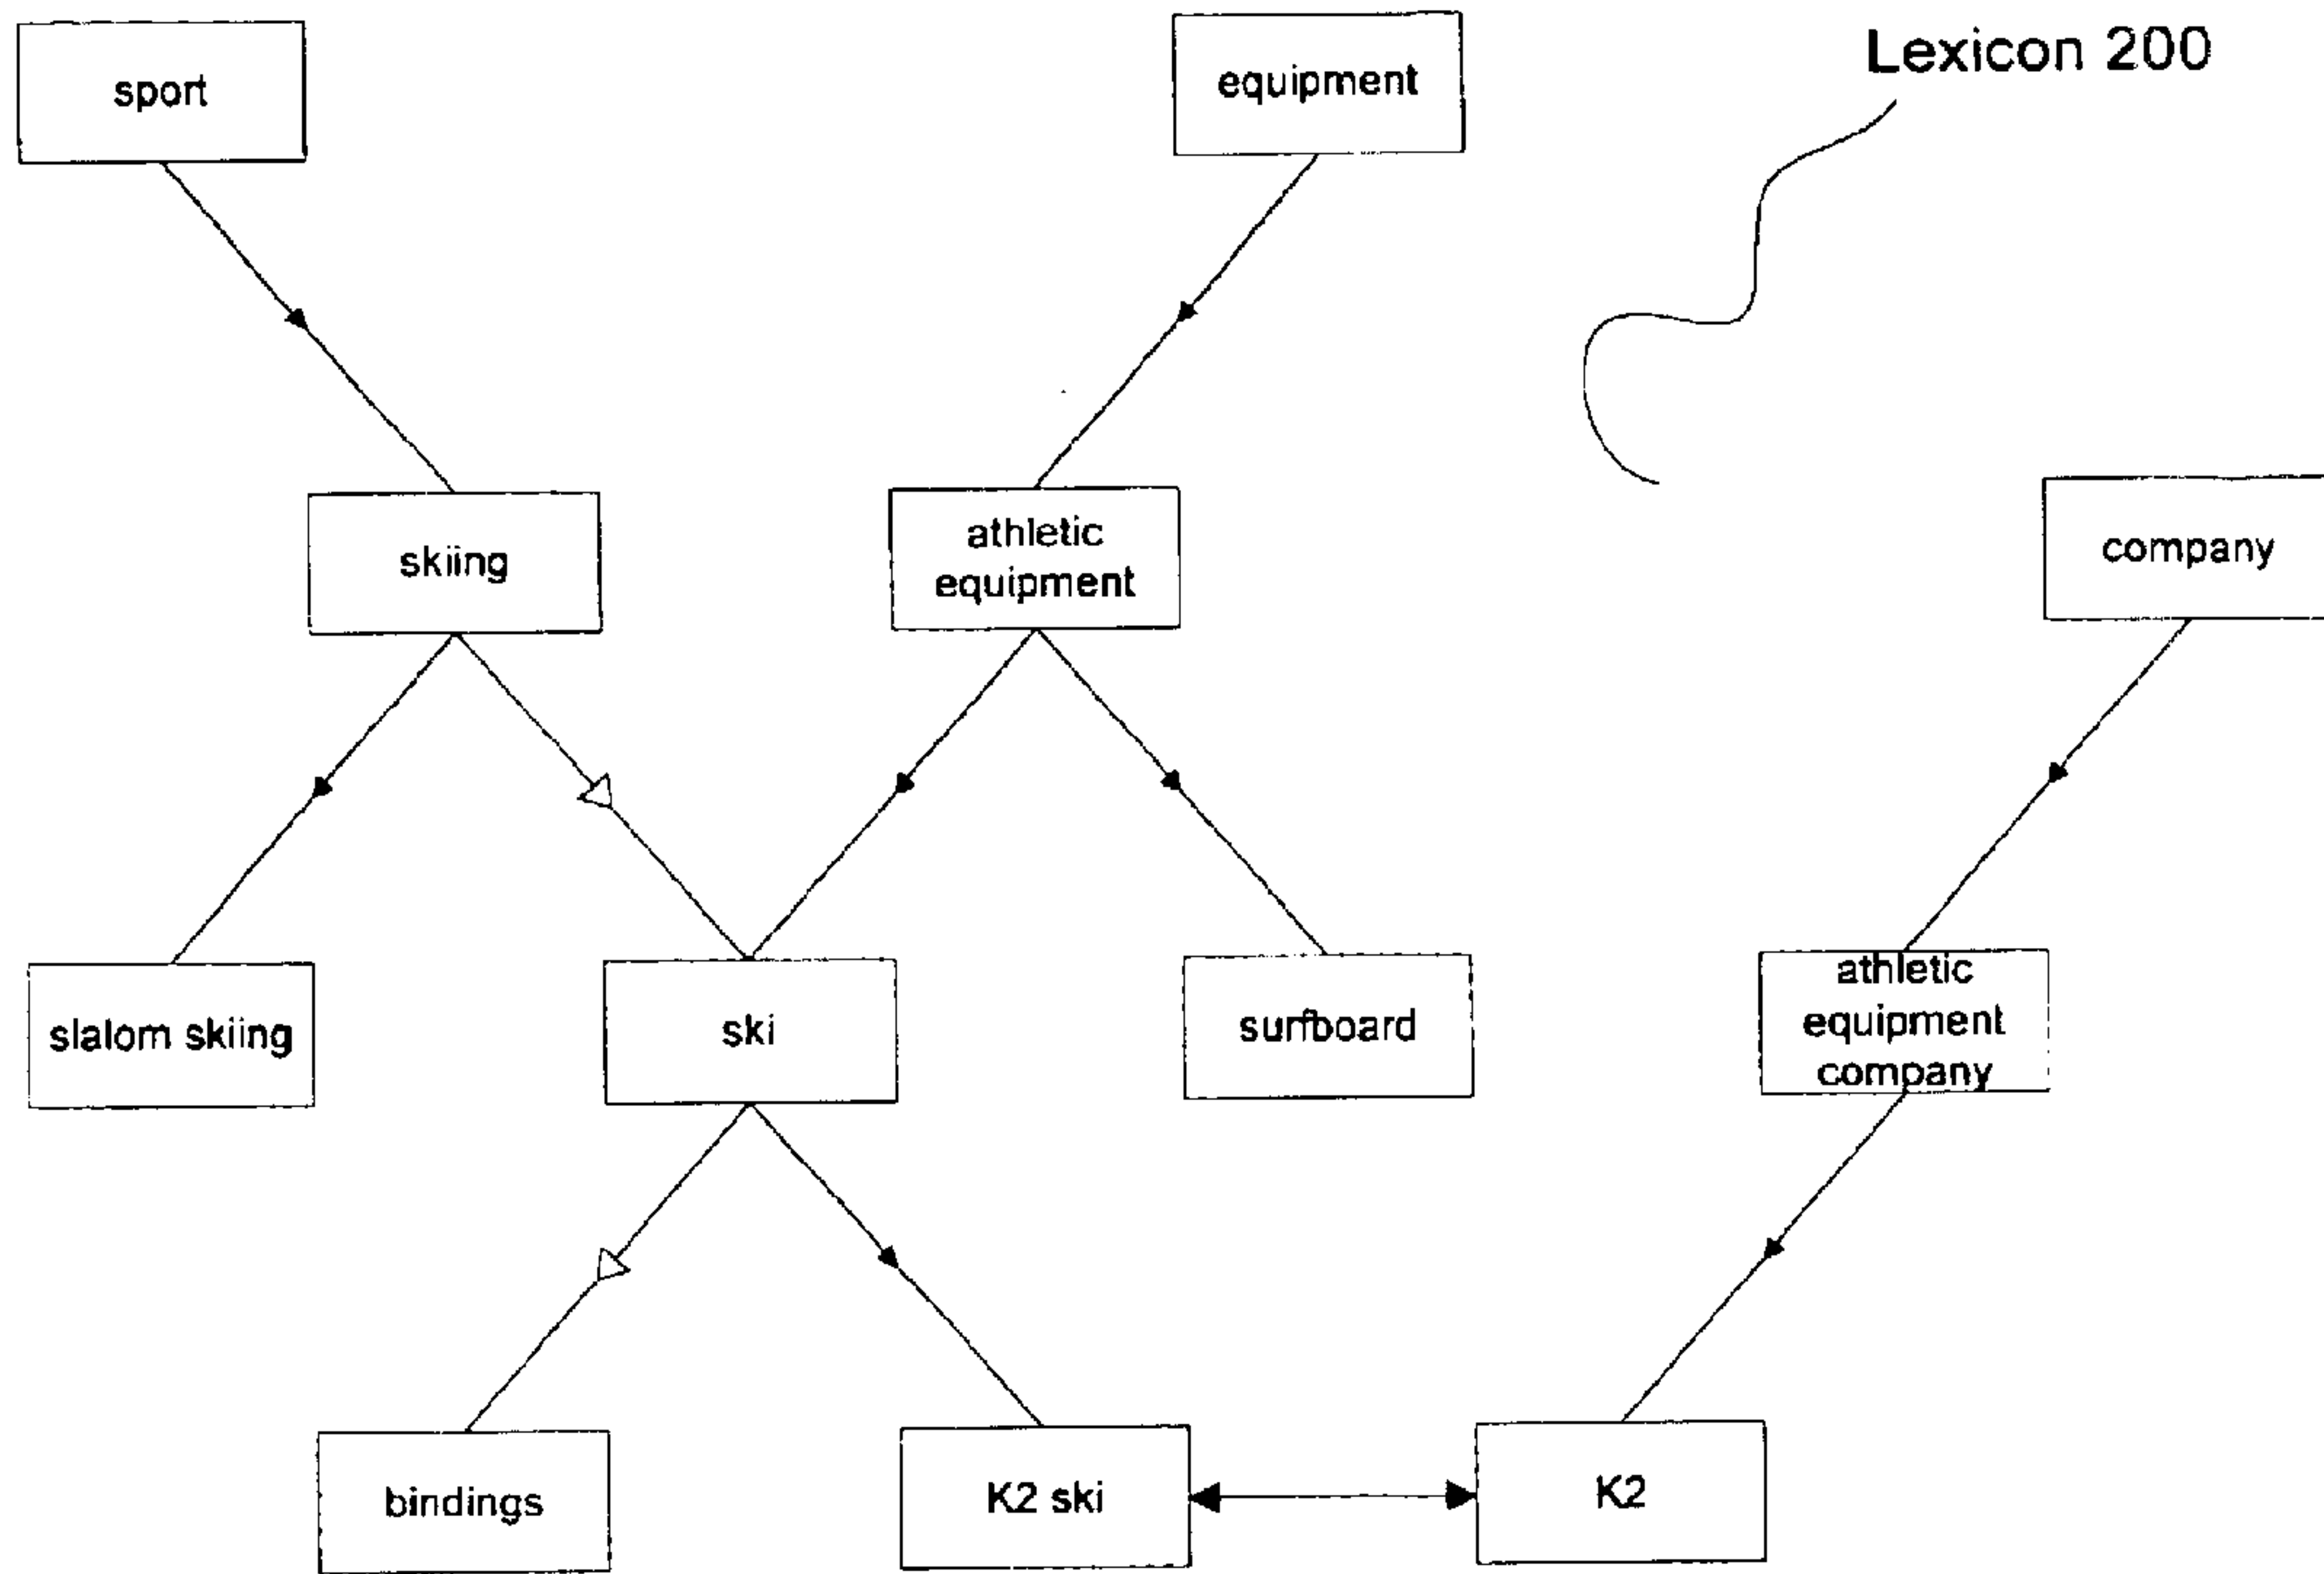 sport
equipment
Lexicon 200
skiing
athletic
equipment
company
slalom skiing
ski
surfboard
athletic
equipment
company
bindings
K2 ski
K2